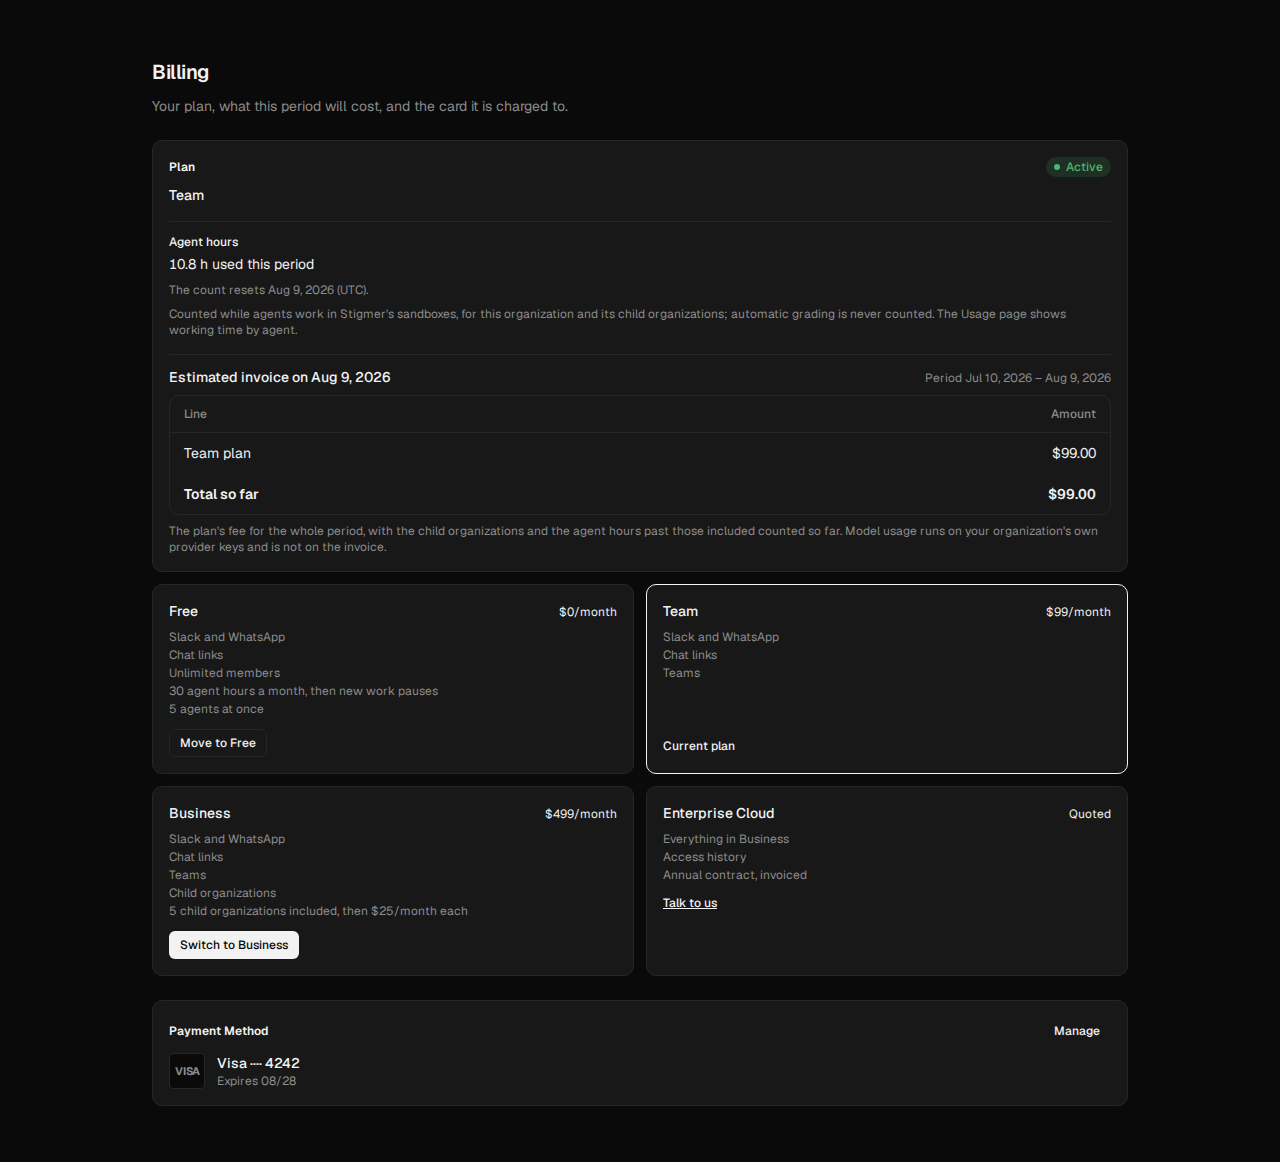 Billing
Your plan, what this period will cost, and the card it is charged to.
Plan
Active
Team
Agent hours
10.8 h used this period
The count resets Aug 9, 2026 (UTC).
Counted while agents work in Stigmer's sandboxes, for this organization and its child organizations; automatic grading is never counted. The Usage page shows
working time by agent.
Estimated invoice on Aug 9, 2026
Period Jul 10, 2026 – Aug 9, 2026
Line
Amount
Team plan
$99.00
Total so far
$99.00
The plan's fee for the whole period, with the child organizations and the agent hours past those included counted so far. Model usage runs on your organization's own
provider keys and is not on the invoice.
Free
$0/month
Slack and WhatsApp
Chat links
Unlimited members
30 agent hours a month, then new work pauses
5 agents at once
Move to Free
Team
$99/month
Slack and WhatsApp
Chat links
Teams
Current plan
Business
$499/month
Slack and WhatsApp
Chat links
Teams
Child organizations
5 child organizations included, then $25/month each
Switch to Business
Enterprise Cloud
Quoted
Everything in Business
Access history
Annual contract, invoiced
Talk to us
Payment Method
Manage
VISA
Visa ···· 4242
Expires 08/28